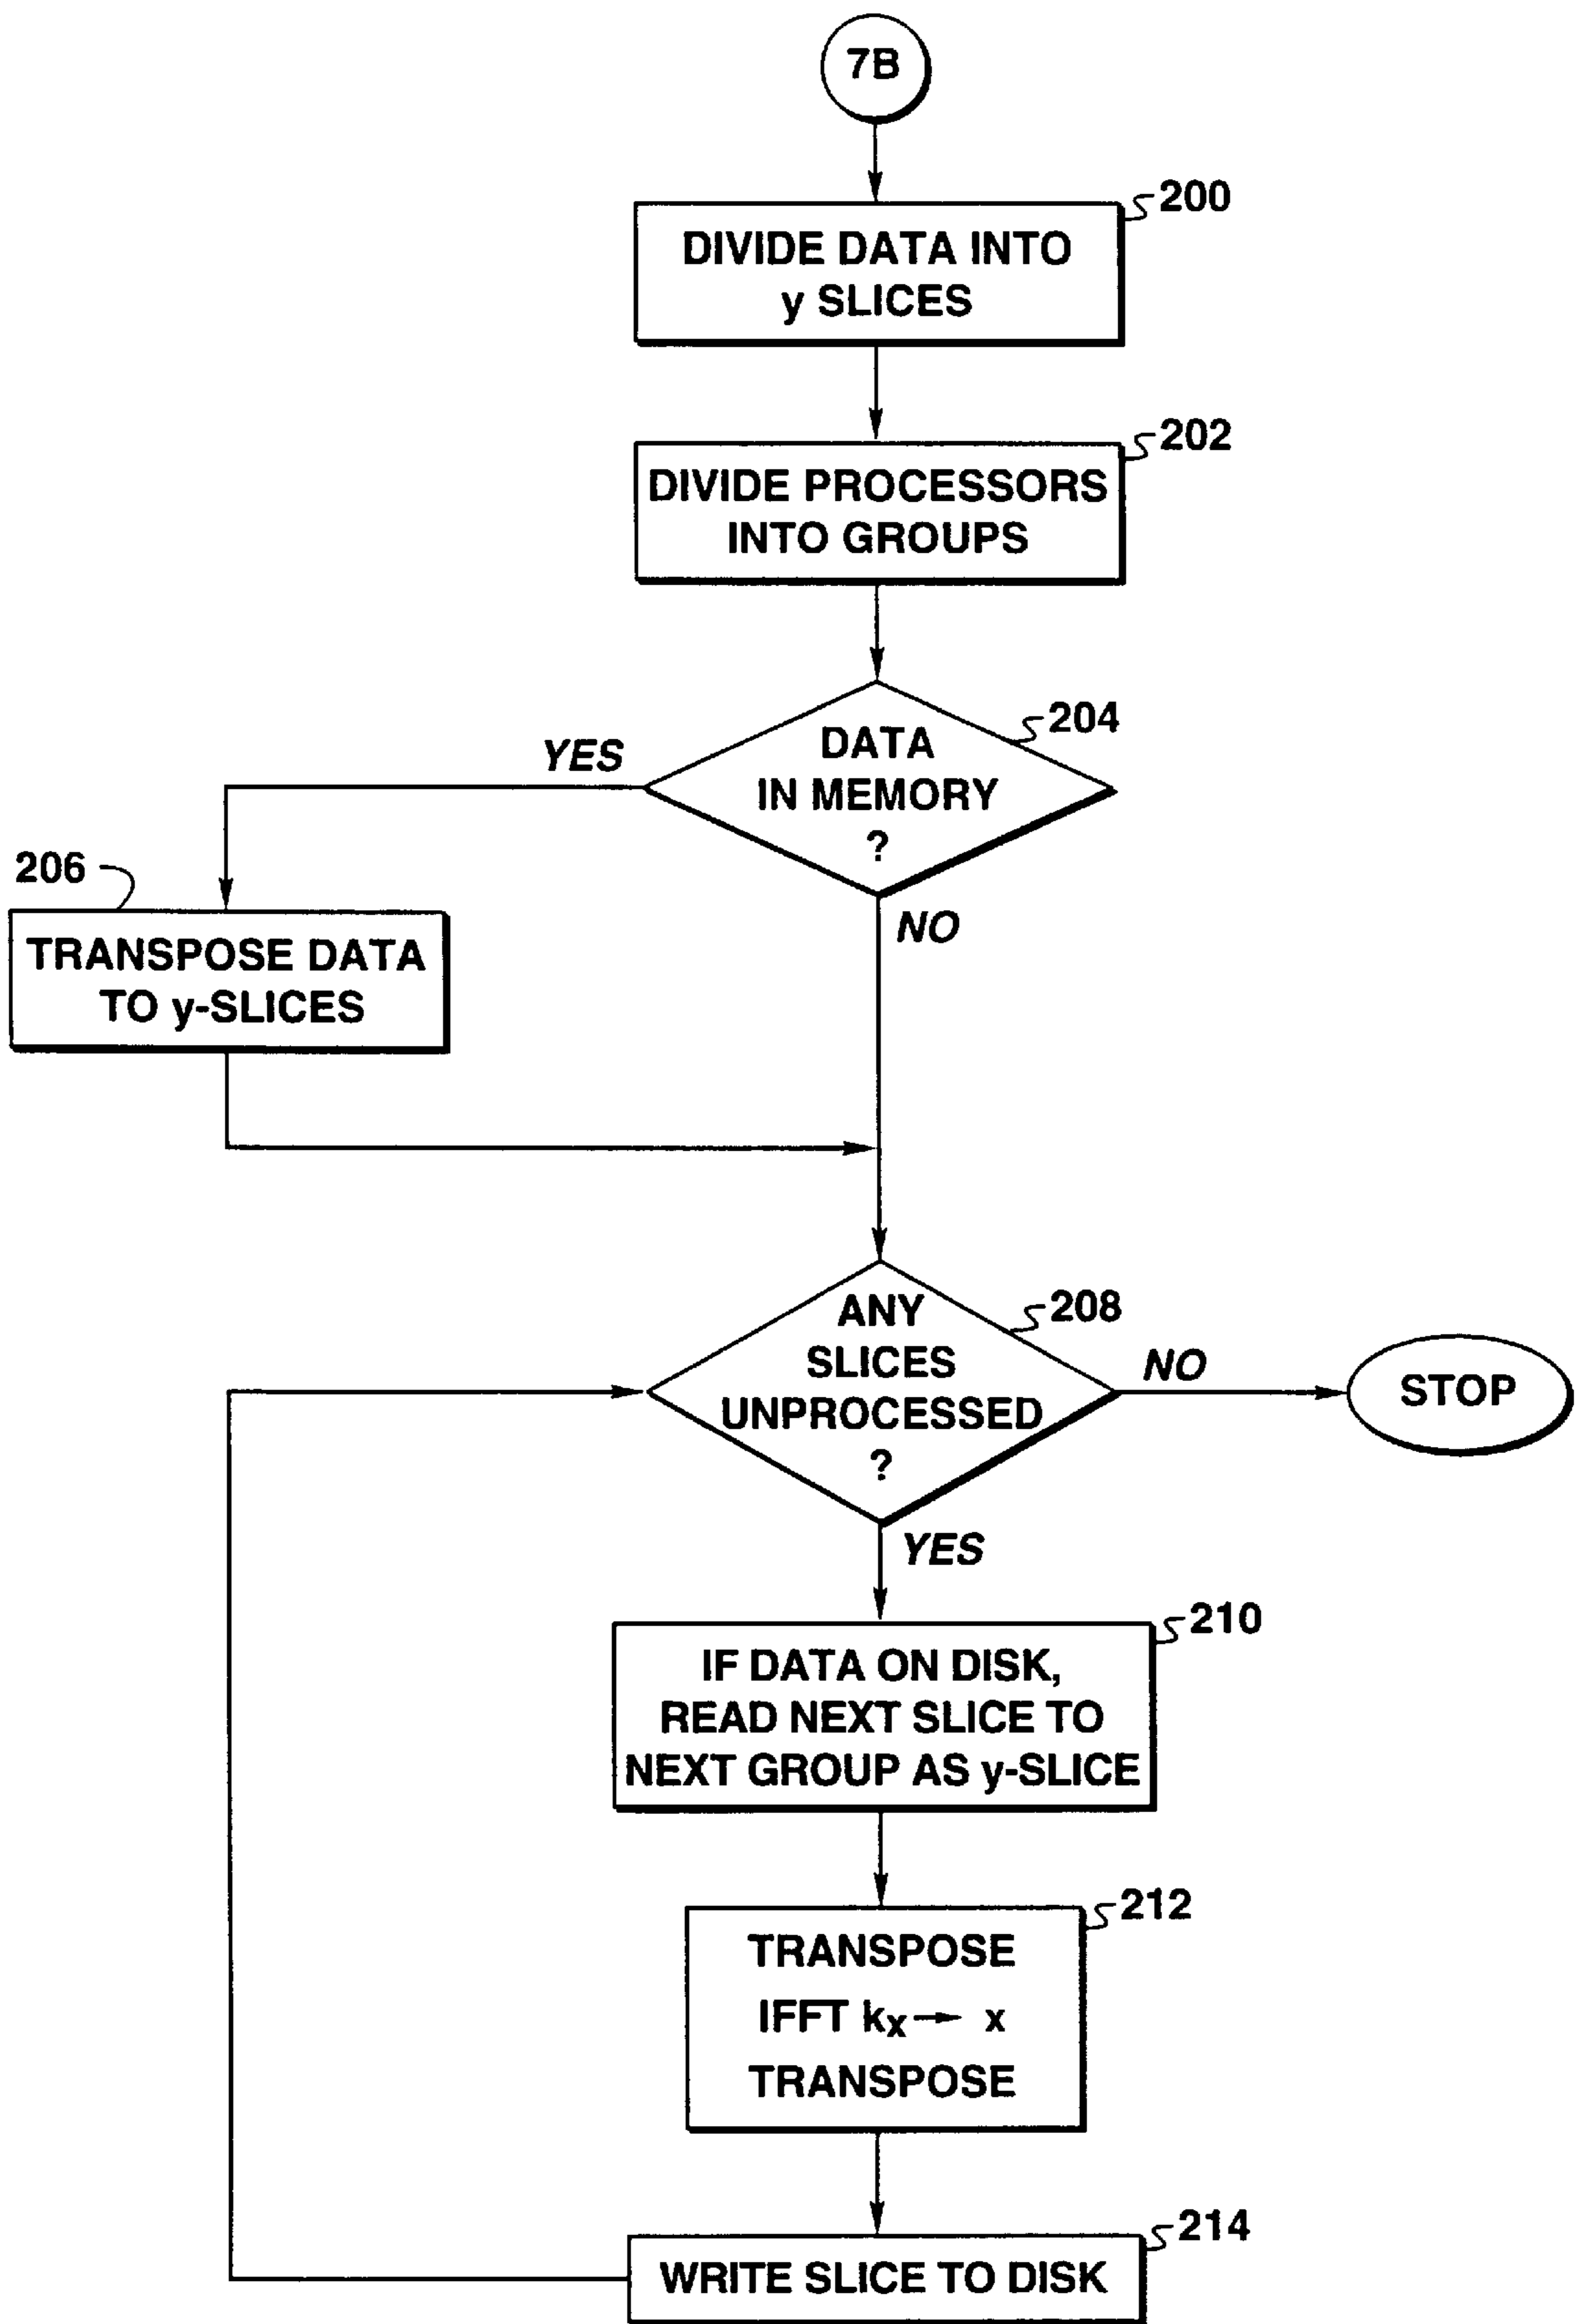 7B
200
DIVIDE DATA INTO
y SLICES
202
DIVIDE PROCESSORS
INTO GROUPS
204
DATA
IN MEMORY
?
YES
NO
206
TRANSPOSE DATA
TO y-SLICES
208
ANY
SLICES
UNPROCESSED
?
NO
STOP
YES
210
IF DATA ON DISK,
READ NEXT SLICE TO
NEXT GROUP AS y-SLICE
212
TRANSPOSE
IFFT kx → x
TRANSPOSE
214
WRITE SLICE TO DISK